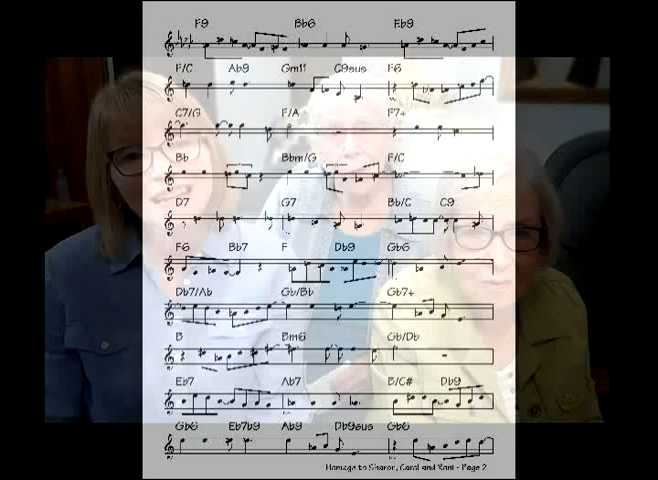 F9 Bb6 Eb9
F/C Ab9 Gm11 C9sus F6
C7/G F/A F7+
Bb Bbm/G F/C
D7 G7 Bb/C C9
F6 Bb7 F Db9 Gb6
Db7/Ab Gb/Bb Gb7+
B Bm6 Gb/Db
Eb7 Ab7 B/C# Db9
Gb6 Eb7b9 Ab9 Db9sus Gb6
Homage to Sharon, Carol and Roni - Page 2